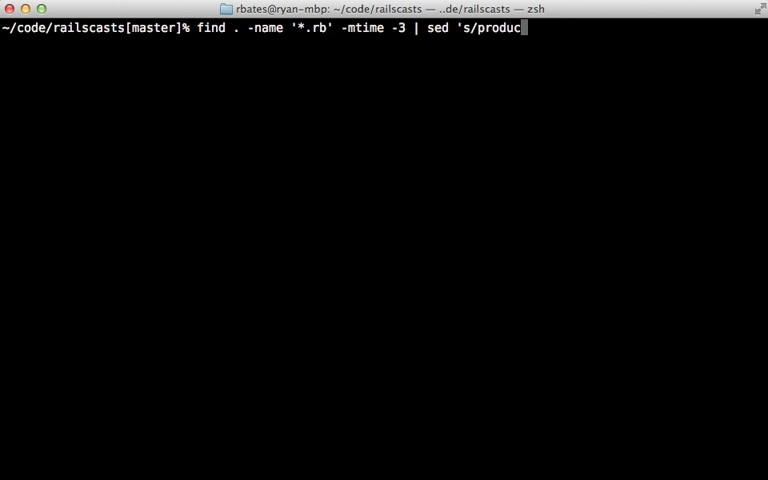 rbates@ryan-mbp: ~/code/railscasts — ..de/railscasts — zsh
~/code/railscasts[master]% find . -name '*.rb' -mtime -3 | sed 's/produc